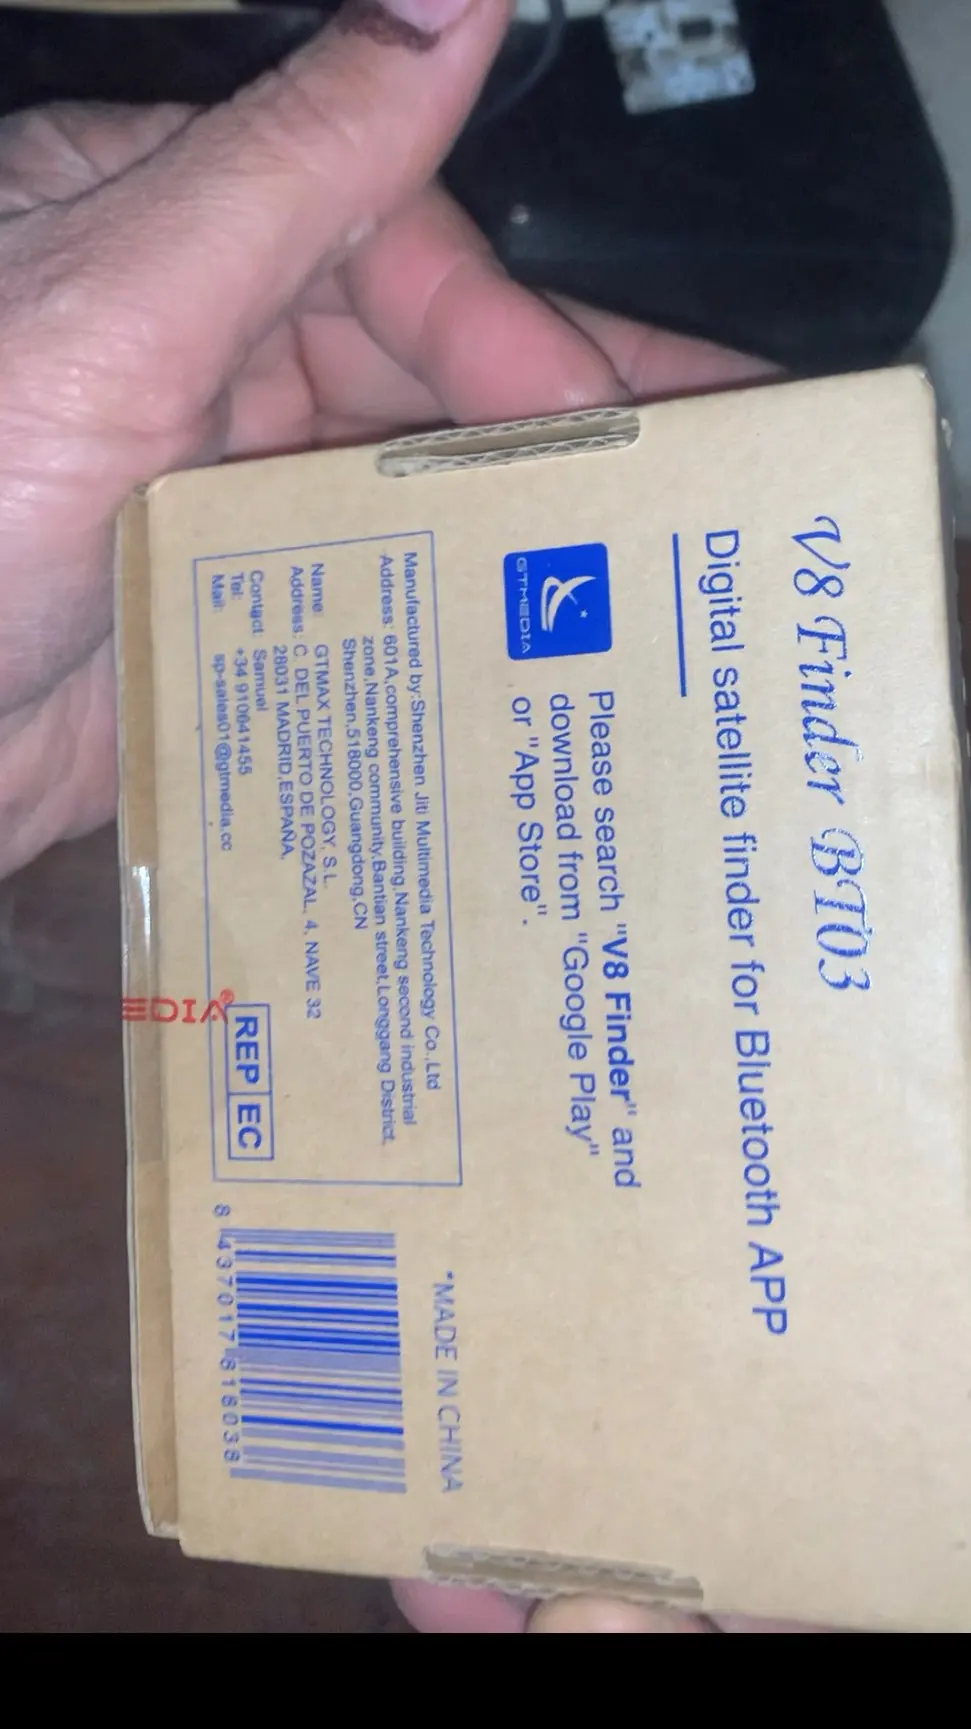 V8 Finder BT03
Digital satellite finder for Bluetooth APP
GTMEDIA
Please search "V8 Finder" and
download from "Google Play"
or "App Store".
Manufactured by:Shenzhen Jiti Multimedia Technology Co.,Ltd
Address: 601A,comprehensive building,Nankeng second industrial
zone,Nankeng community,Bantian street,Longgang District,
Shenzhen,518000,Guangdong,CN
Name: GTMAX TECHNOLOGY, S.L.
Address: C. DEL PUERTO DE POZAZAL, 4, NAVE 32
28031 MADRID,ESPAÑA,
Contact: Samuel
Tel: +34 910641455
Mail: sp-sales01@gtmedia.cc
REP EC
*MADE IN CHINA
8 437017 818038